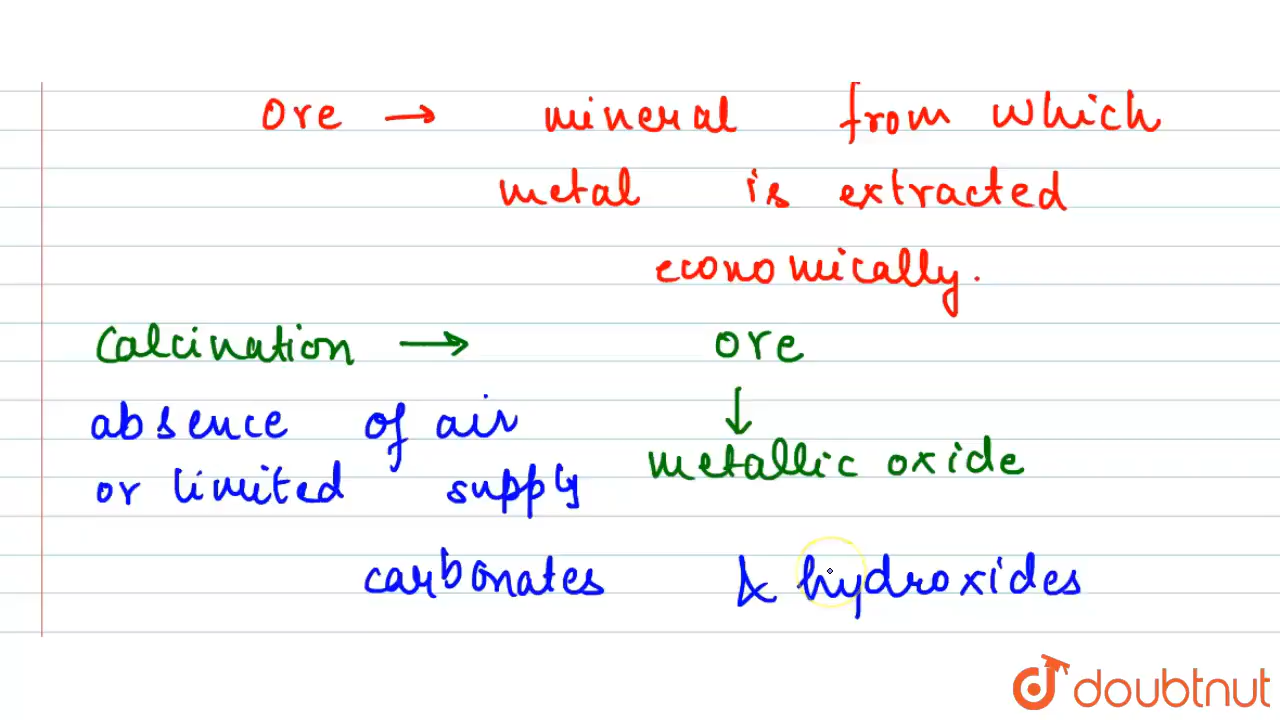 ore → mineral from which
metal is extracted
economically.
Calcination → ore
↓
absence of air
metallic oxide
or limited supply
carbonates & hydroxides
doubtnut